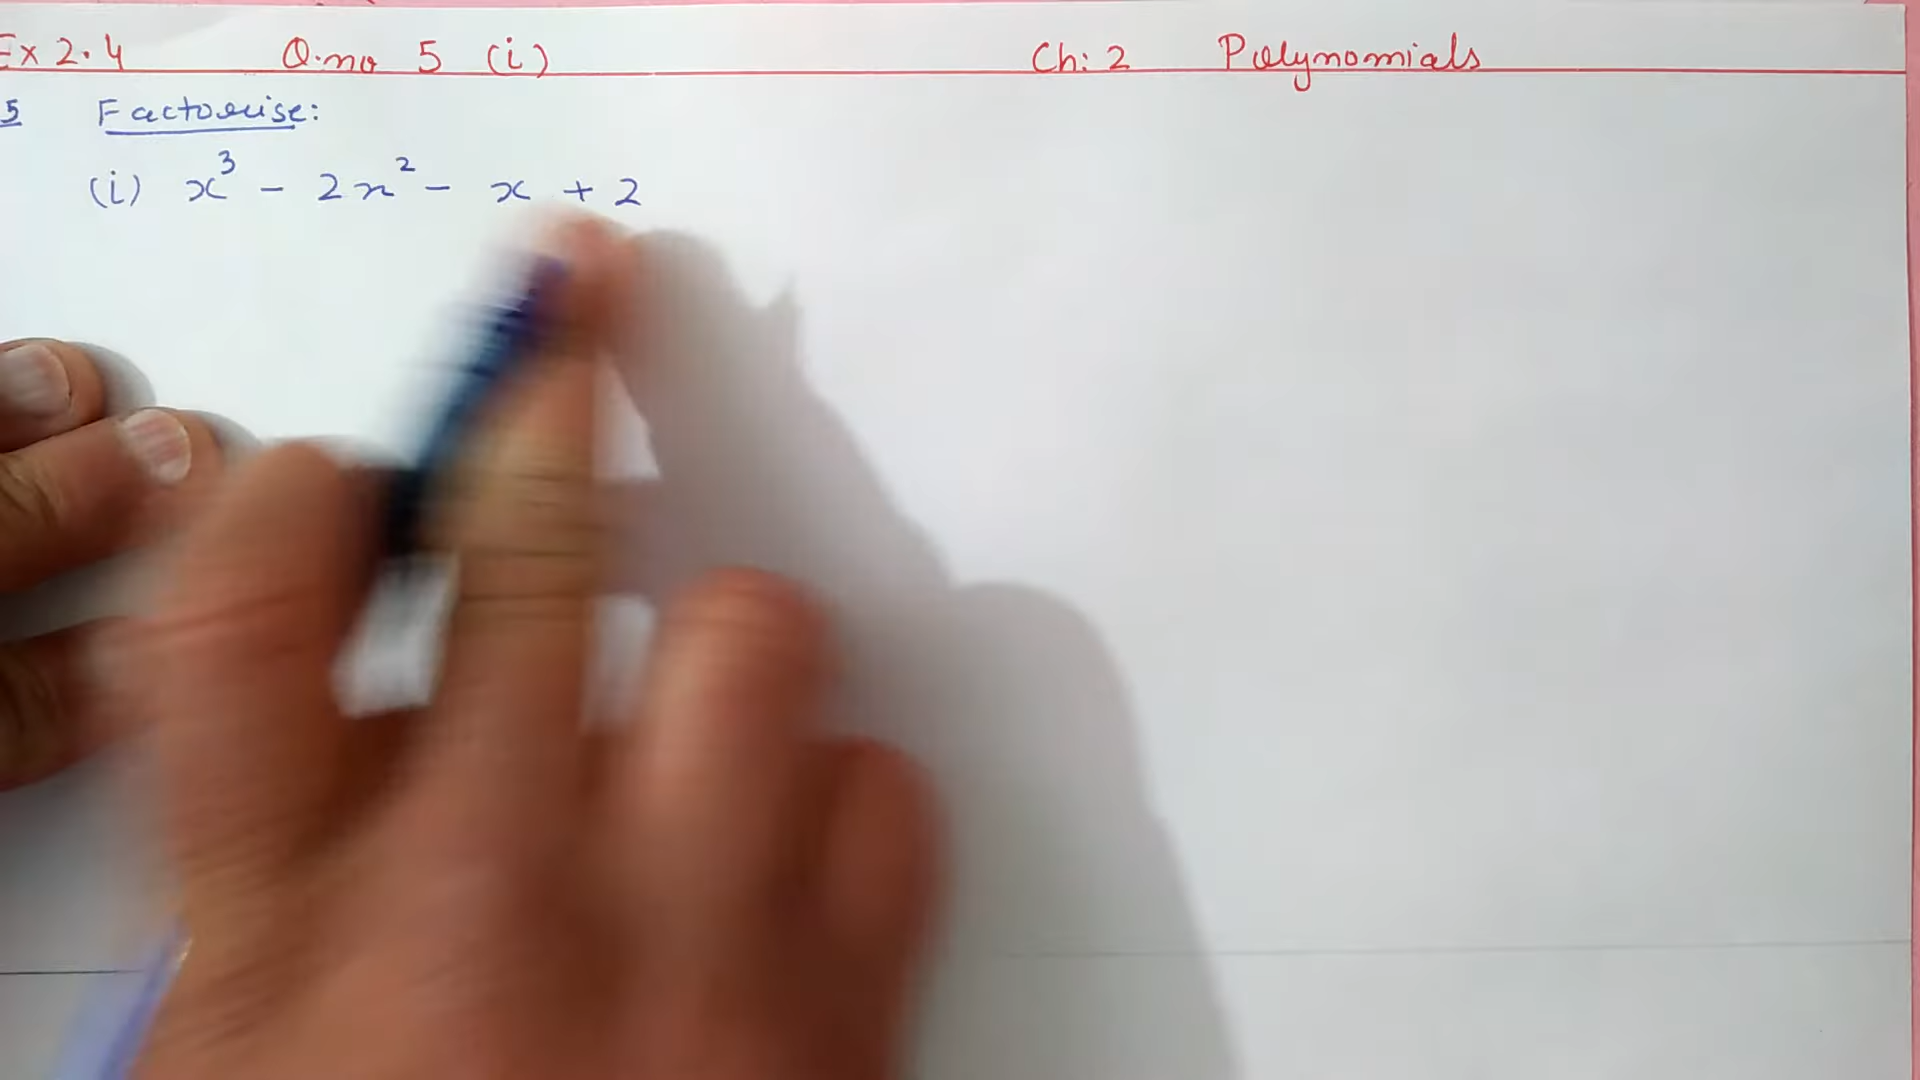 Ex 2.4 Q.no 5 (i) Ch: 2 Polynomials
5 Factorise:
(i) x³ - 2x² - x + 2